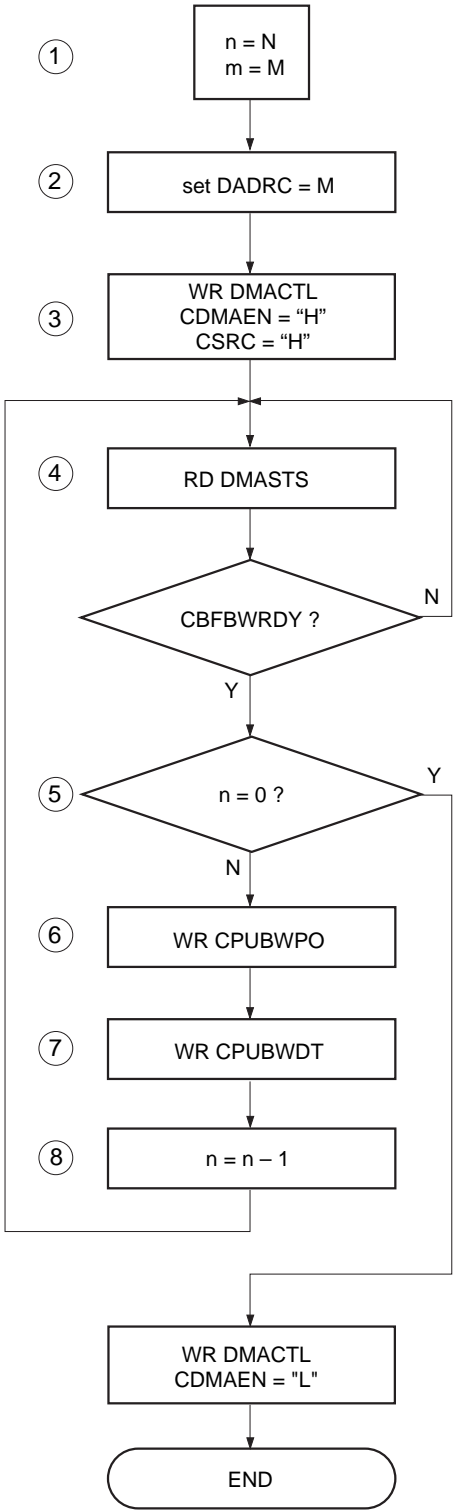 ①
n = N
m = M
②
set DADRC = M
③
WR DMACTL
CDMAEN = “H”
CSRC = “H”
④
RD DMASTS
CBFBWRDY ?
N
Y
⑤
n = 0 ?
Y
N
⑥
WR CPUBWPO
⑦
WR CPUBWDT
⑧
n = n – 1
WR DMACTL
CDMAEN = "L"
END